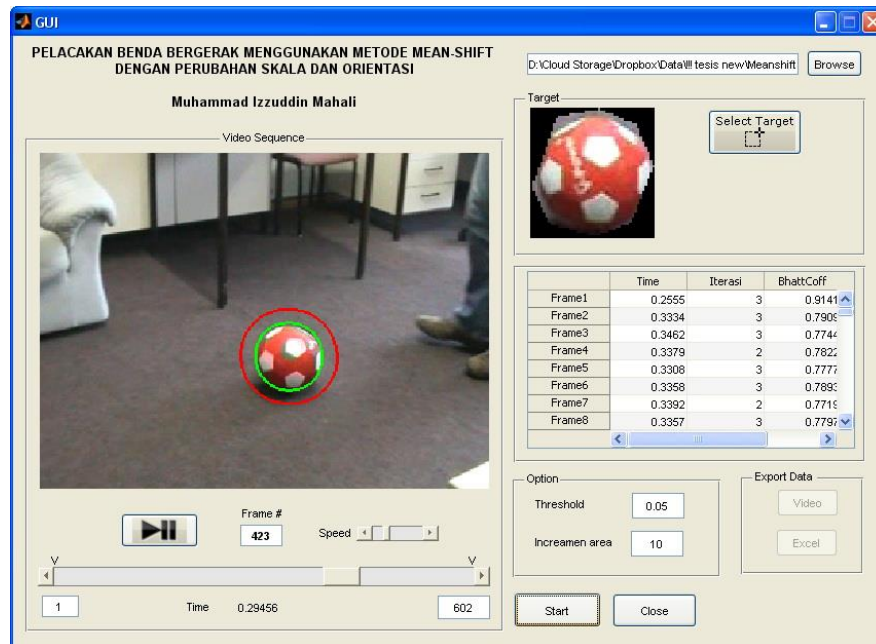 GUI
PELACAKAN BENDA BERGERAK MENGGUNAKAN METODE MEAN-SHIFT
DENGAN PERUBAHAN SKALA DAN ORIENTASI
Muhammad Izzuddin Mahali
Video Sequence
Frame #
423
Speed
1
Time 0.29456
602
D:\Cloud Storage\Dropbox\Data\!!! tesis new\Meanshift
Browse
Target
Select Target
Time Iterasi BhattCoff
Frame1 0.2555 3 0.9141
Frame2 0.3334 3 0.7909
Frame3 0.3462 3 0.7744
Frame4 0.3379 2 0.7822
Frame5 0.3308 3 0.7777
Frame6 0.3358 3 0.7893
Frame7 0.3392 2 0.7719
Frame8 0.3357 3 0.7797
Option
Threshold 0.05
Increamen area 10
Export Data
Video
Excel
Start
Close